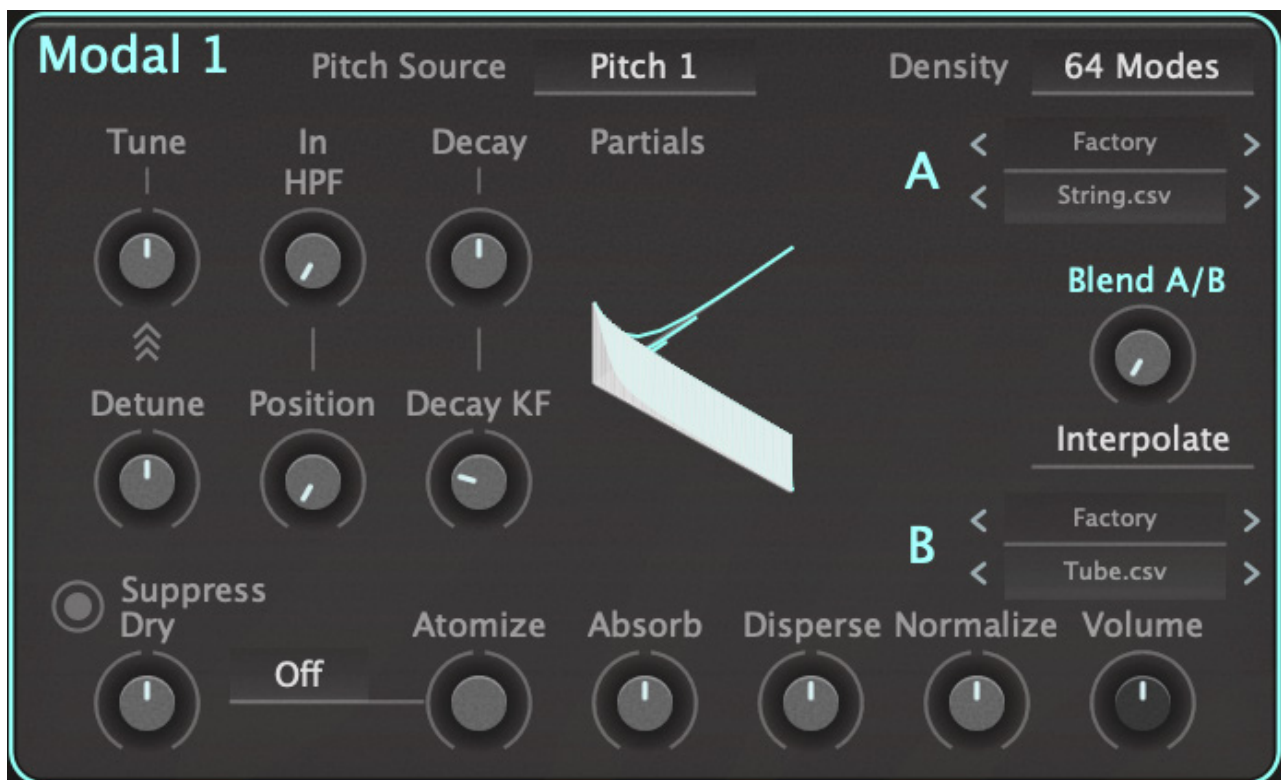 Modal 1
Pitch Source
Pitch 1
Density
64 Modes
Tune
In
HPF
Decay
Partials
A
< Factory >
< String.csv >
Blend A/B
Detune
Position
Decay KF
Interpolate
B
< Factory >
< Tube.csv >
Suppress
Dry
Off
Atomize
Absorb
Disperse
Normalize
Volume